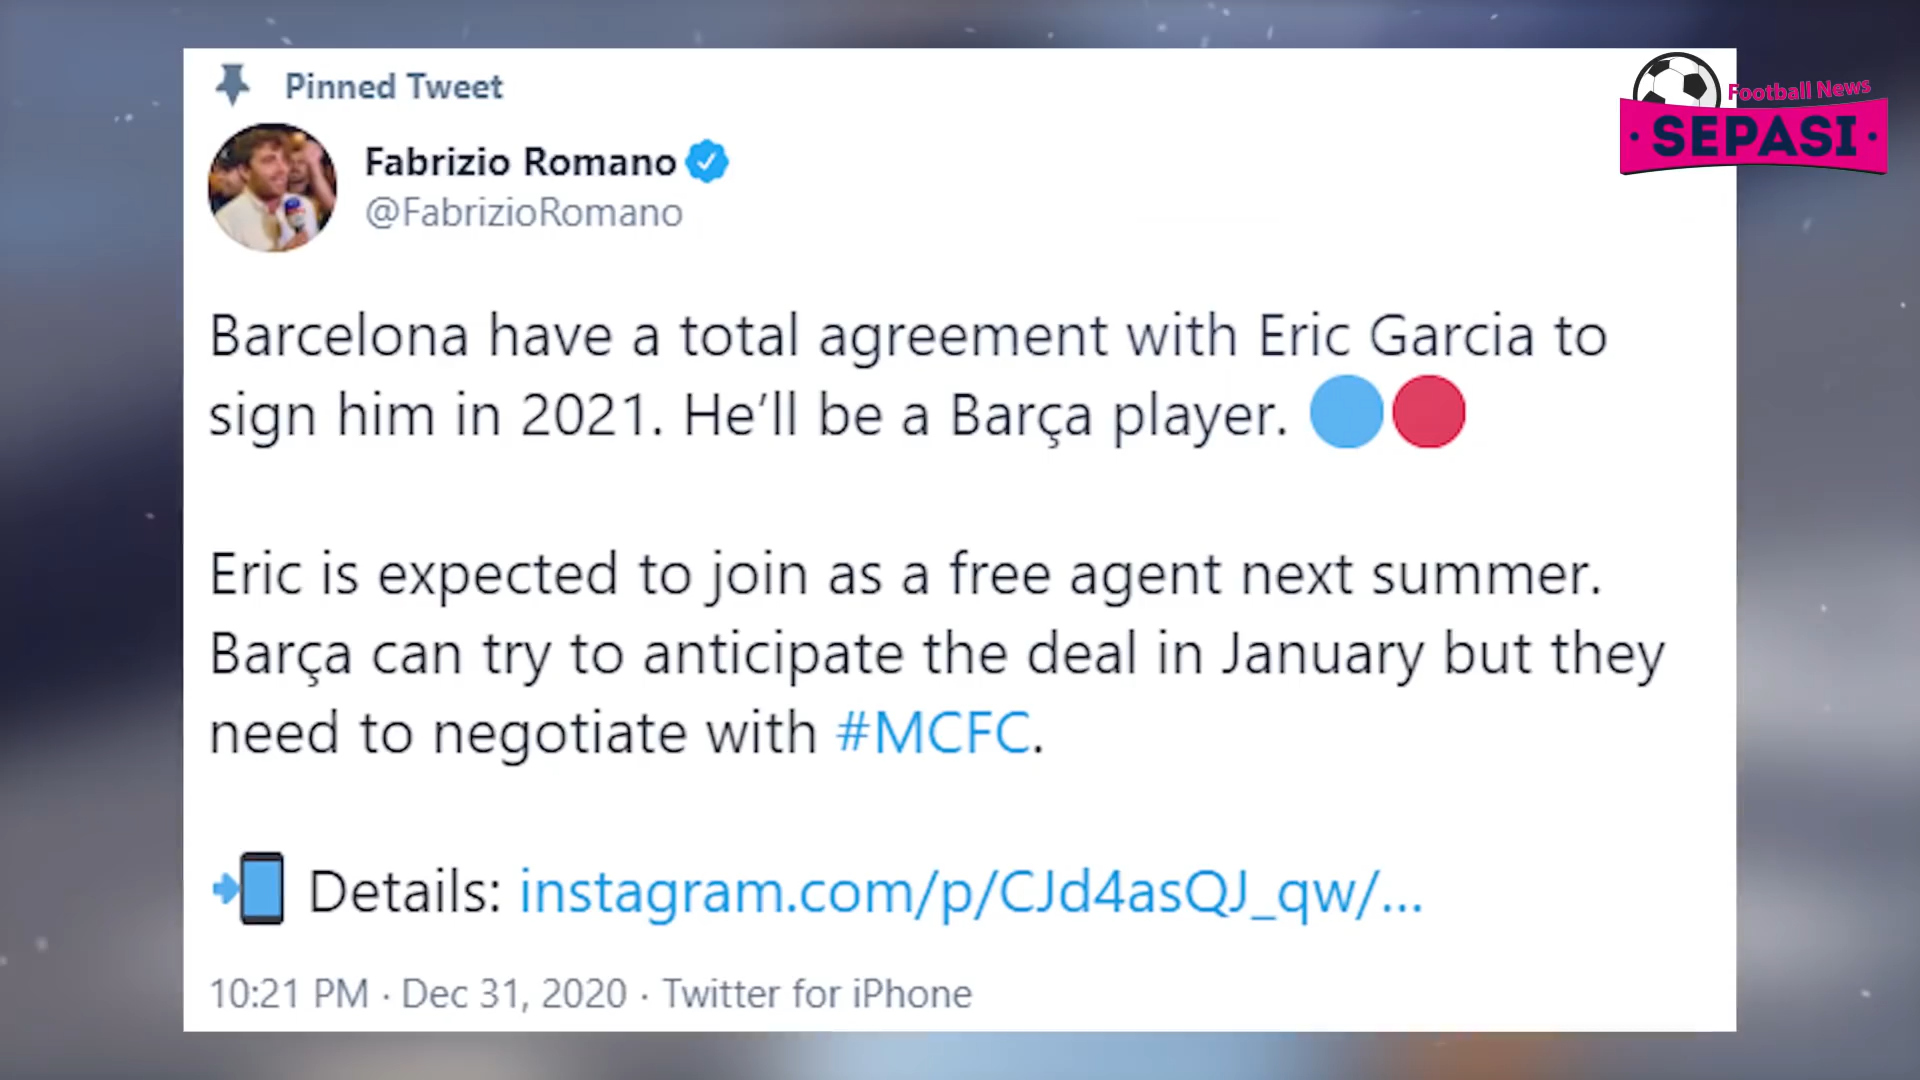 Pinned Tweet
Football News
SEPASI
Fabrizio Romano
@FabrizioRomano
Barcelona have a total agreement with Eric Garcia to
sign him in 2021. He’ll be a Barça player. 🔵🔴
Eric is expected to join as a free agent next summer.
Barça can try to anticipate the deal in January but they
need to negotiate with #MCFC.
📲 Details: instagram.com/p/CJd4asQJ_qw/...
10:21 PM · Dec 31, 2020 · Twitter for iPhone